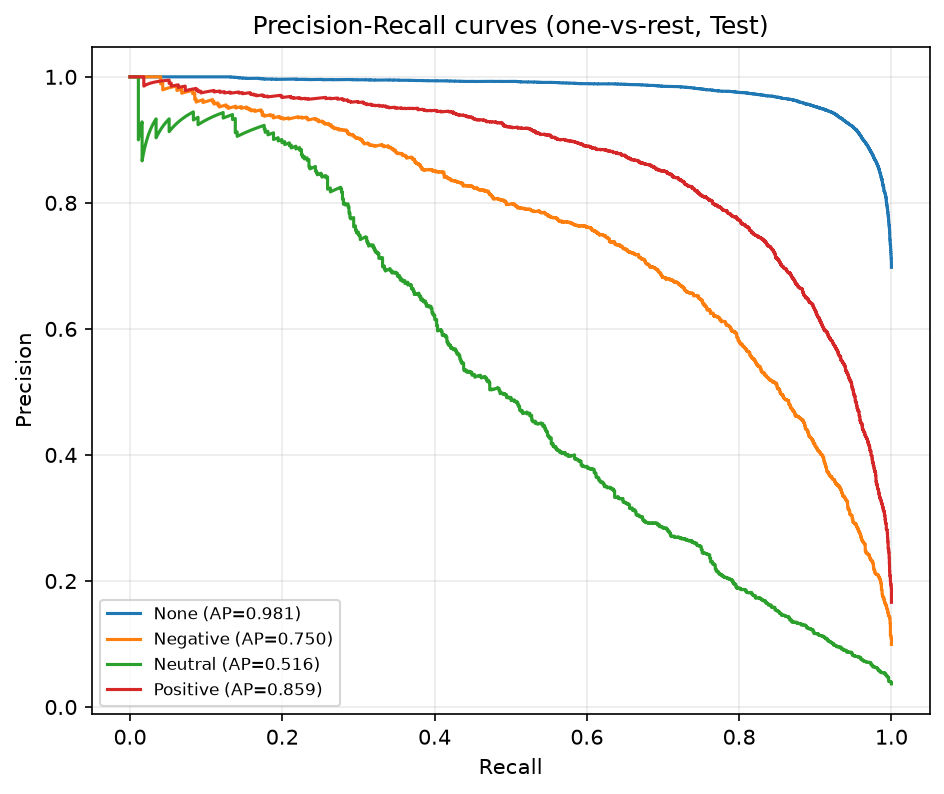 Precision-Recall curves (one-vs-rest, Test)
Precision
1.0
0.8
0.6
0.4
0.2
0.0
None (AP=0.981)
Negative (AP=0.750)
Neutral (AP=0.516)
Positive (AP=0.859)
0.0 0.2 0.4 0.6 0.8 1.0
Recall